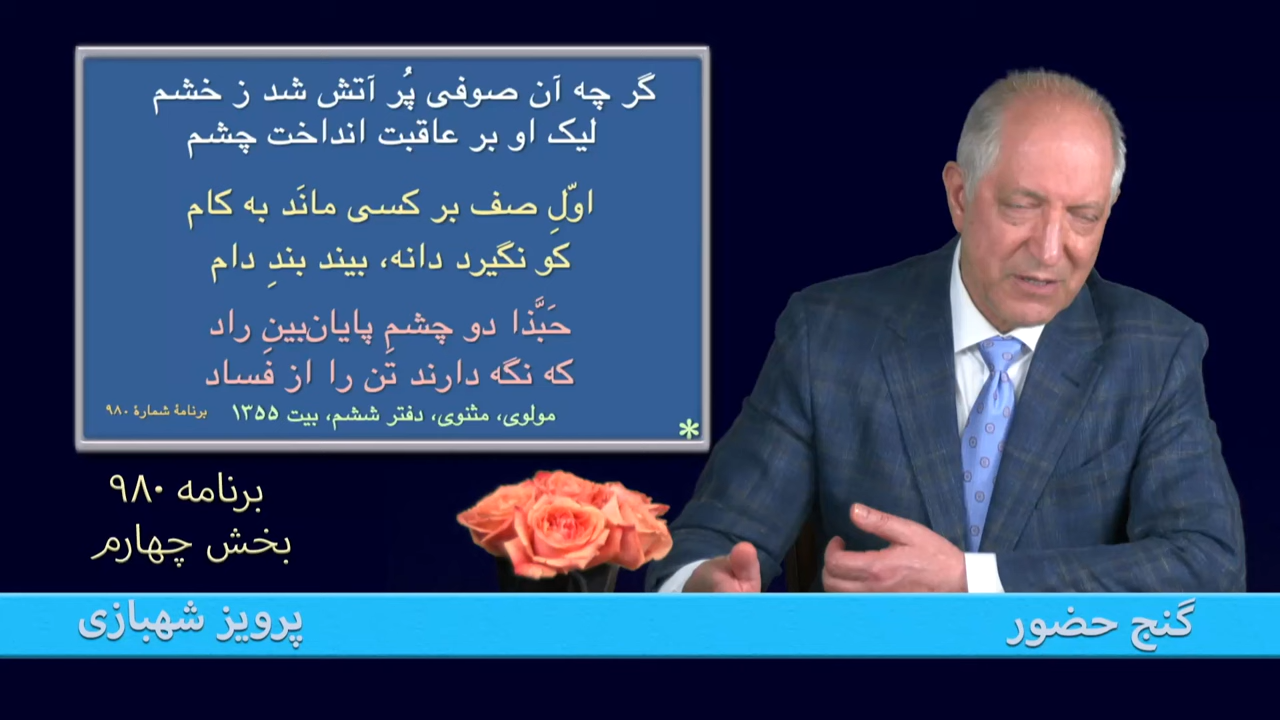 گر چه آن صوفی پُر آتش شد ز خشم
لیک او بر عاقبت انداخت چشم
اوّلِ صف بر کسی مانَد به کام
کو نگیرد دانه، بیند بندِ دام
حَبَّذا دو چشمِ پایان‌بینِ راد
که نگه دارند تن را از فَساد
مولوی، مثنوی، دفتر ششم، بیت ۱۳۵۵
برنامهٔ شمارهٔ ۹۸۰
*
برنامه ۹۸۰
بخش چهارم
گنج حضور
پرویز شهبازی